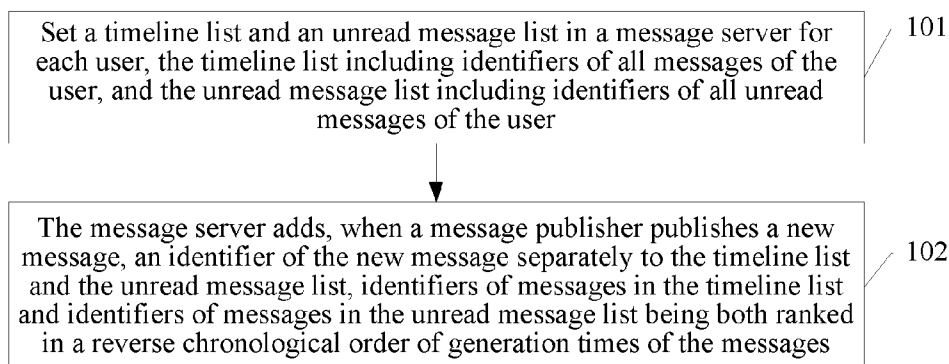 Set a timeline list and an unread message list in a message server for
each user, the timeline list including identifiers of all messages of the
user, and the unread message list including identifiers of all unread
messages of the user
101
The message server adds, when a message publisher publishes a new
message, an identifier of the new message separately to the timeline list
and the unread message list, identifiers of messages in the timeline list
and identifiers of messages in the unread message list being both ranked
in a reverse chronological order of generation times of the messages
102